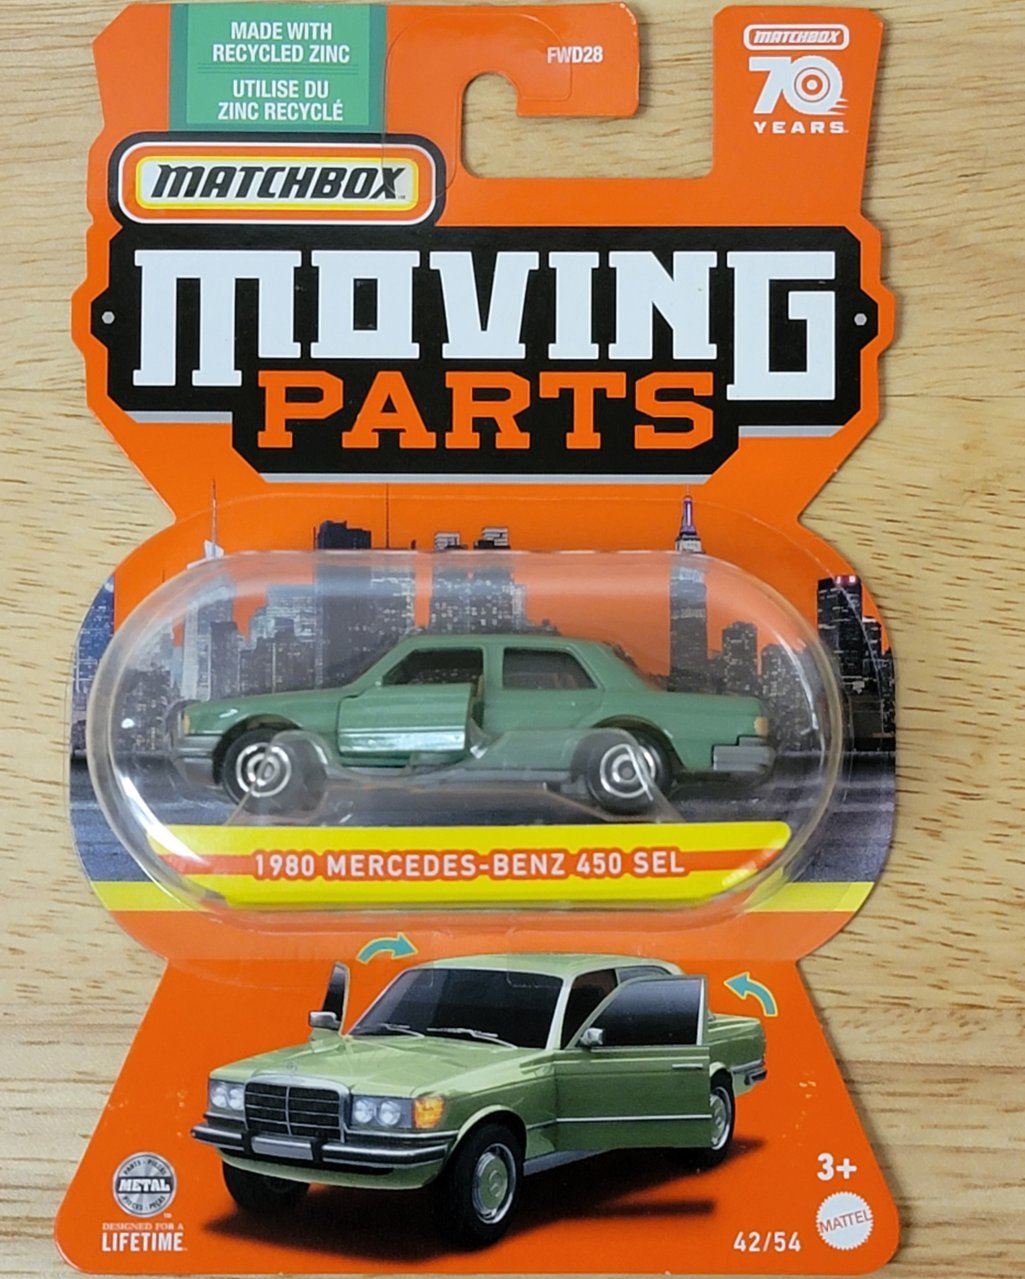 MADE WITH
RECYCLED ZINC
UTILISE DU
ZINC RECYCLÉ
FWD28
MATCHBOX
70
YEARS
MATCHBOX
MOVING
PARTS
1980 MERCEDES-BENZ 450 SEL
METAL
DESIGNED FOR A
LIFETIME
3+
MATTEL
42/54